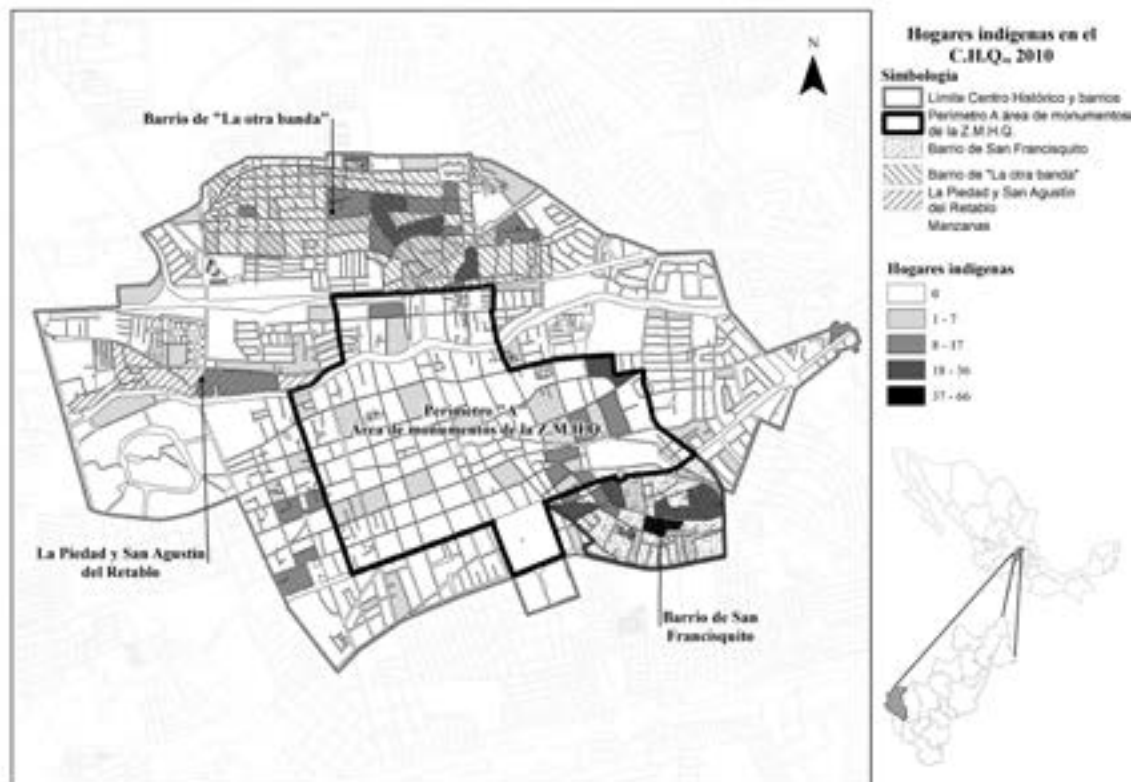 Hogares indígenas en el
C.H.Q., 2010
Simbología
Límite Centro Histórico y barrios
Perímetro A área de monumentos
de la Z.M.H.Q.
Barrio de San Francisquito
Barrio de "La otra banda"
La Piedad y San Agustín
del Retablo
Manzanas
Hogares indígenas
0
1 - 7
8 - 17
18 - 36
37 - 66
N
Barrio de "La otra banda"
Perímetro "A"
Área de monumentos de la Z.M.H.Q.
La Piedad y San Agustín
del Retablo
Barrio de San
Francisquito